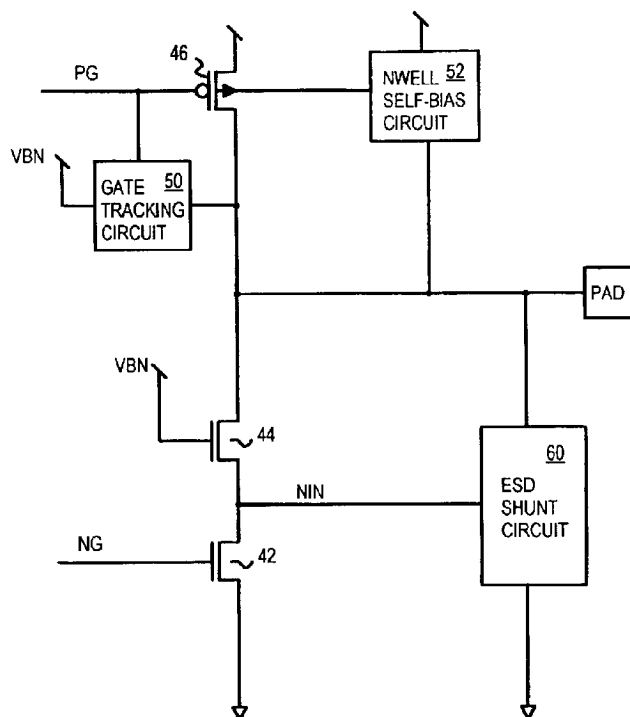 46
PG
NWELL 52
SELF-BIAS
CIRCUIT
VBN
GATE 50
TRACKING
CIRCUIT
PAD
VBN
44
60
ESD
SHUNT
CIRCUIT
NIN
NG
42